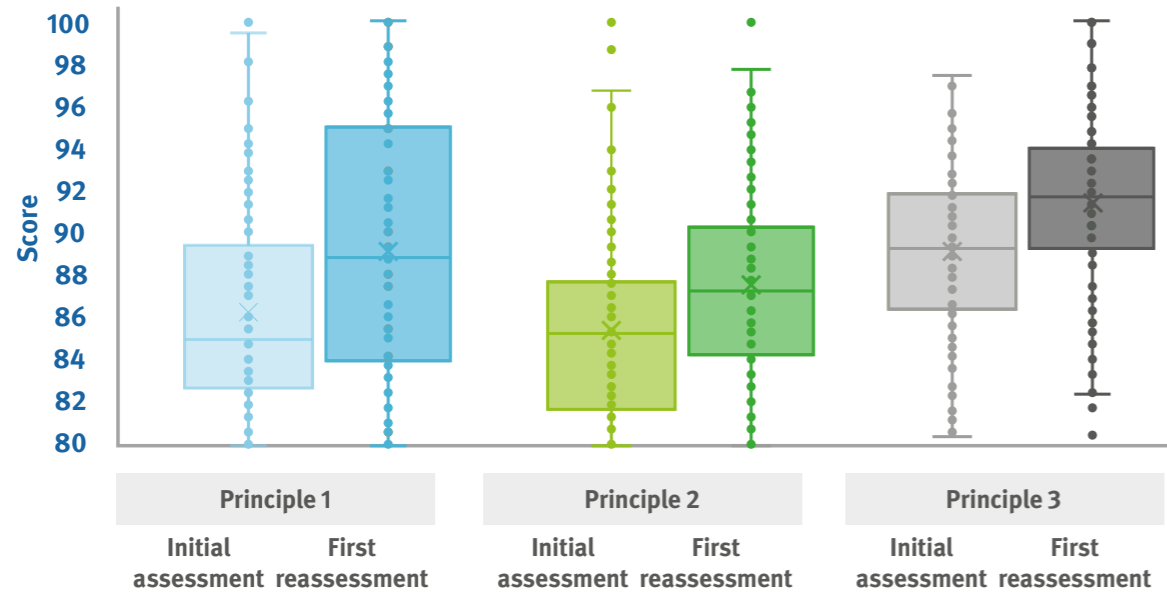 100
98
96
94
92
90
88
86
84
82
80
Score
Principle 1
Principle 2
Principle 3
Initial assessment
First reassessment
Initial assessment
First reassessment
Initial assessment
First reassessment